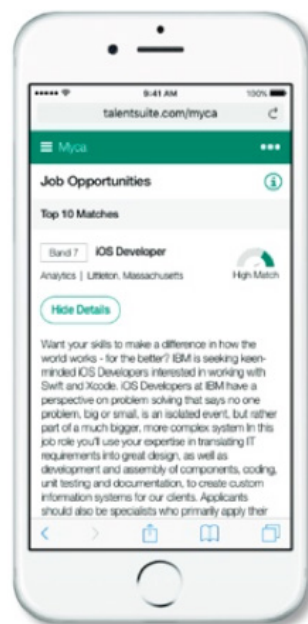 9:41 AM 100%
talentsuite.com/myca
Myca
Job Opportunities
Top 10 Matches
Band 7 iOS Developer
Analytics | Littleton, Massachusetts
High Match
Hide Details
Want your skills to make a difference in how the
world works - for the better? IBM is seeking keen-
minded iOS Developers interested in working with
Swift and Xcode. iOS Developers at IBM have a
perspective on problem solving that says no one
problem, big or small, is an isolated event, but rather
part of a much bigger, more complex system In this
job role you'll use your expertise in translating IT
requirements into great design, as well as
development and assembly of components, coding,
unit testing and documentation, to create custom
information systems for our clients. Applicants
should also be specialists who primarily apply their